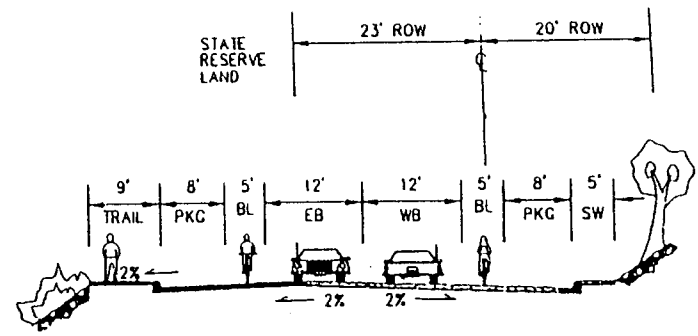 23' ROW
20' ROW
STATE
RESERVE
LAND
℄
9'
8'
5'
12'
12'
5'
8'
5'
TRAIL
PKG
BL
EB
WB
BL
PKG
SW
2%
2%
2%